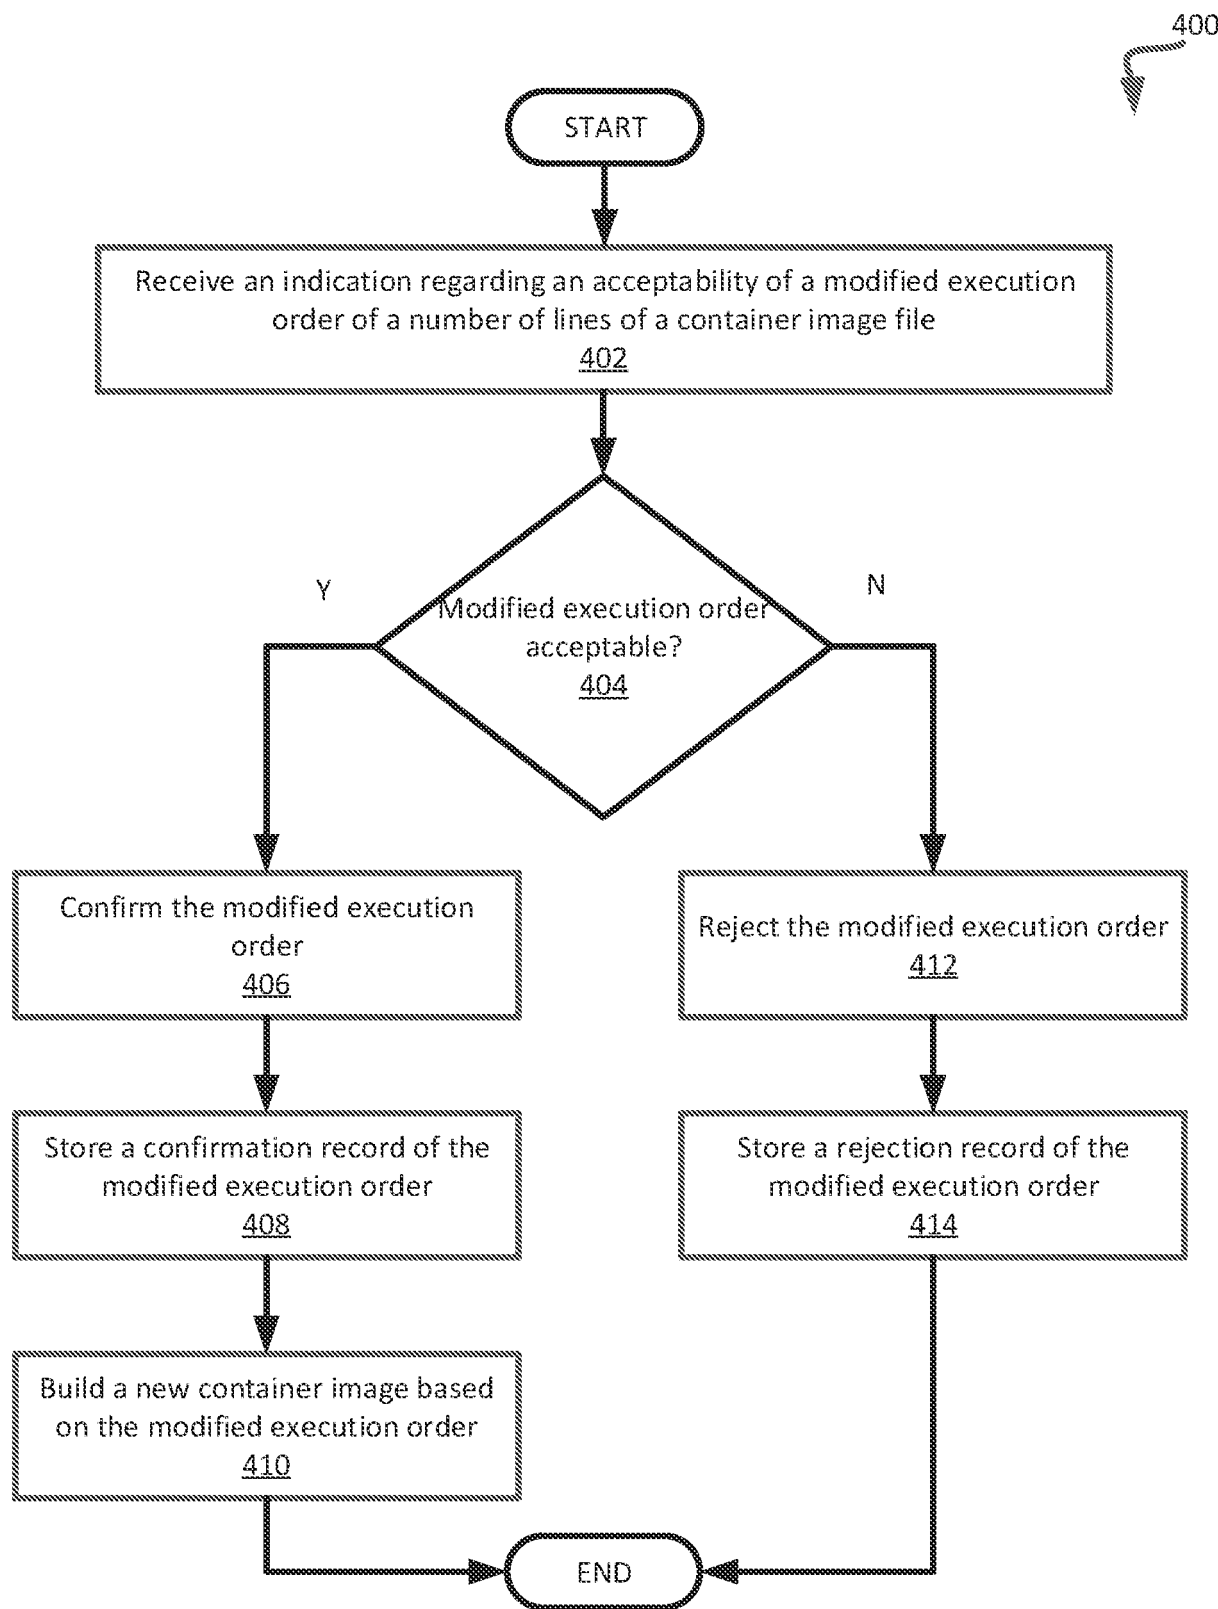 400
START
Receive an indication regarding an acceptability of a modified execution
order of a number of lines of a container image file
402
Y
N
Modified execution order
acceptable?
404
Confirm the modified execution
order
406
Reject the modified execution order
412
Store a confirmation record of the
modified execution order
408
Store a rejection record of the
modified execution order
414
Build a new container image based
on the modified execution order
410
END